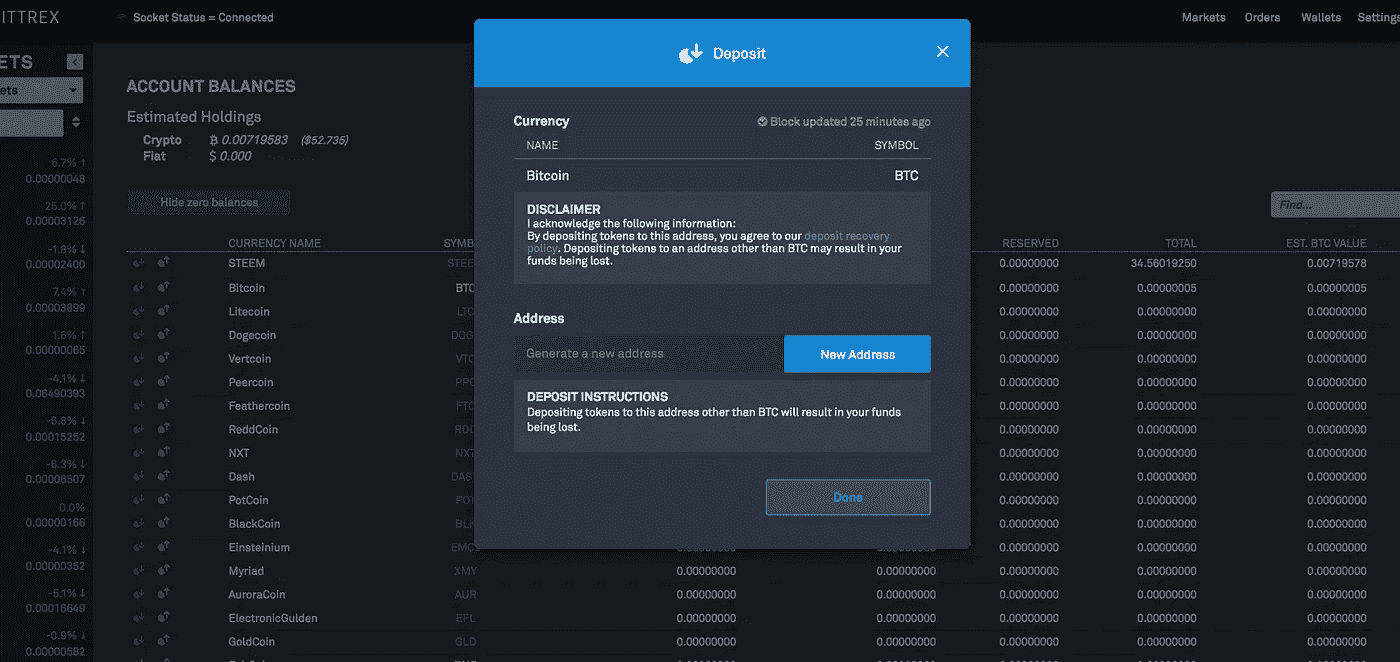 ITTREX Socket Status = Connected Markets Orders Wallets Settings
Deposit
ETS
ets
ACCOUNT BALANCES
Estimated Holdings
Crypto ₿ 0.00719583 ($52.735)
Fiat $ 0.000
Hide zero balances
Find...
CURRENCY NAME SYMB RESERVED TOTAL EST. BTC VALUE
STEEM STEE 0.00000000 34.56019250 0.00719578
Bitcoin BTC 0.00000000 0.00000005 0.00000005
Litecoin LTC 0.00000000 0.00000000 0.00000000
Dogecoin DOG 0.00000000 0.00000000 0.00000000
Vertcoin VTC 0.00000000 0.00000000 0.00000000
Peercoin PPC 0.00000000 0.00000000 0.00000000
Feathercoin FTC 0.00000000 0.00000000 0.00000000
ReddCoin RDD 0.00000000 0.00000000 0.00000000
NXT NXT 0.00000000 0.00000000 0.00000000
Dash DAS 0.00000000 0.00000000 0.00000000
PotCoin POT 0.00000000 0.00000000 0.00000000
BlackCoin BLK 0.00000000 0.00000000 0.00000000
Einsteinium EMC2 0.00000000 0.00000000 0.00000000 0.00000000 0.00000000
Myriad XMY 0.00000000 0.00000000 0.00000000 0.00000000 0.00000000
AuroraCoin AUR 0.00000000 0.00000000 0.00000000 0.00000000 0.00000000
ElectronicGulden EFL 0.00000000 0.00000000 0.00000000 0.00000000 0.00000000
GoldCoin GLD 0.00000000 0.00000000 0.00000000 0.00000000 0.00000000
6.7% ↑
0.00000048
25.0% ↑
0.00003126
-1.8% ↓
0.00002400
7.4% ↑
0.00003899
1.6% ↑
0.00000065
-4.1% ↓
0.06490393
-6.8% ↓
0.00015252
-6.3% ↓
0.00006507
0.0%
0.00000166
-4.1% ↓
0.00000352
-5.1% ↓
0.00016649
-0.9% ↓
0.00000582
Currency Block updated 25 minutes ago
NAME SYMBOL
Bitcoin BTC
DISCLAIMER
I acknowledge the following information:
By depositing tokens to this address, you agree to our deposit recovery
policy. Depositing tokens to an address other than BTC may result in your
funds being lost.
Address
Generate a new address New Address
DEPOSIT INSTRUCTIONS
Depositing tokens to this address other than BTC will result in your funds
being lost.
Done